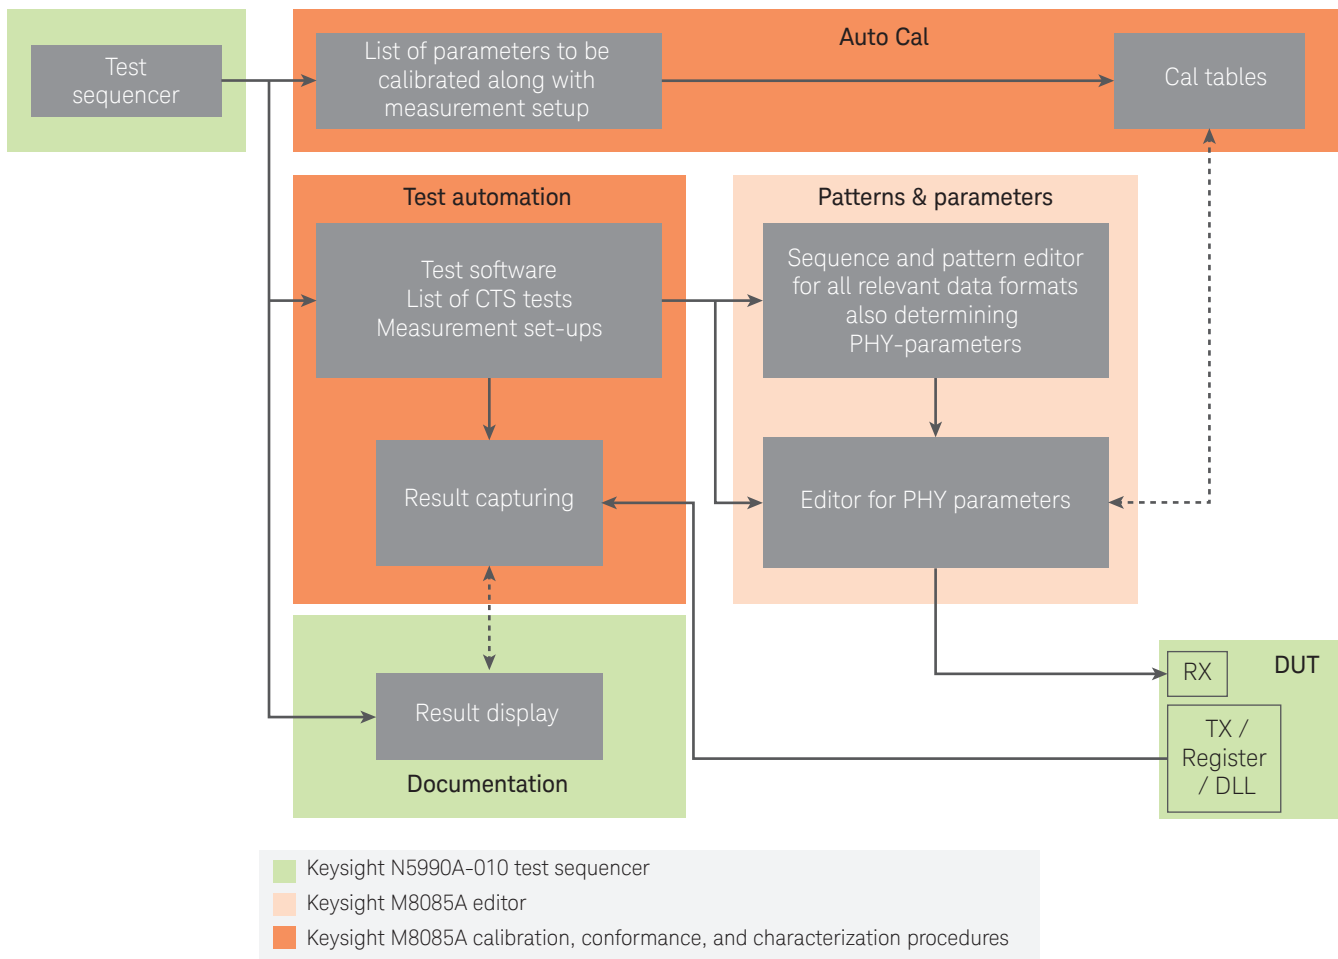 Test
sequencer
List of parameters to be
calibrated along with
measurement setup
Auto Cal
Cal tables
Test automation
Test software
List of CTS tests
Measurement set-ups
Result capturing
Patterns & parameters
Sequence and pattern editor
for all relevant data formats
also determining
PHY-parameters
Editor for PHY parameters
Result display
Documentation
RX
DUT
TX /
Register
/ DLL
Keysight N5990A-010 test sequencer
Keysight M8085A editor
Keysight M8085A calibration, conformance, and characterization procedures